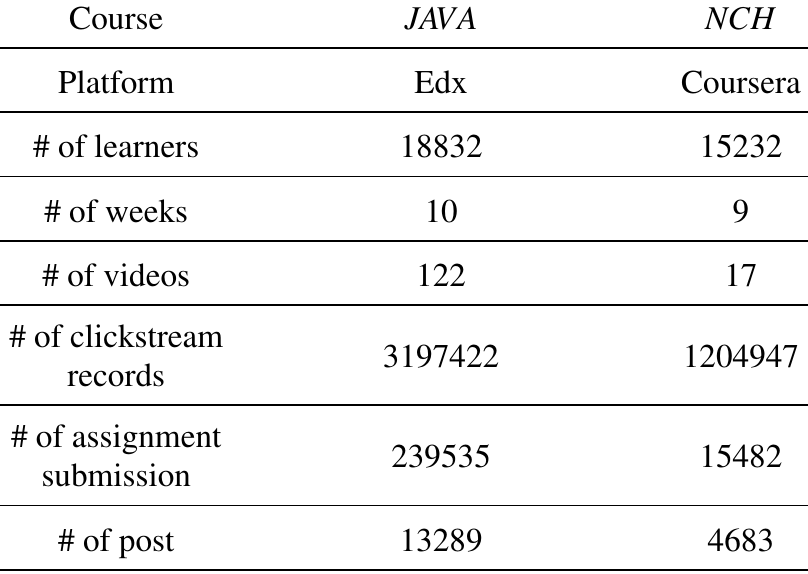 Course JAVA NCH
Platform Edx Coursera
# of learners 18832 15232
# of weeks 10 9
# of videos 122 17
# of clickstream
records 3197422 1204947
# of assignment
submission 239535 15482
# of post 13289 4683